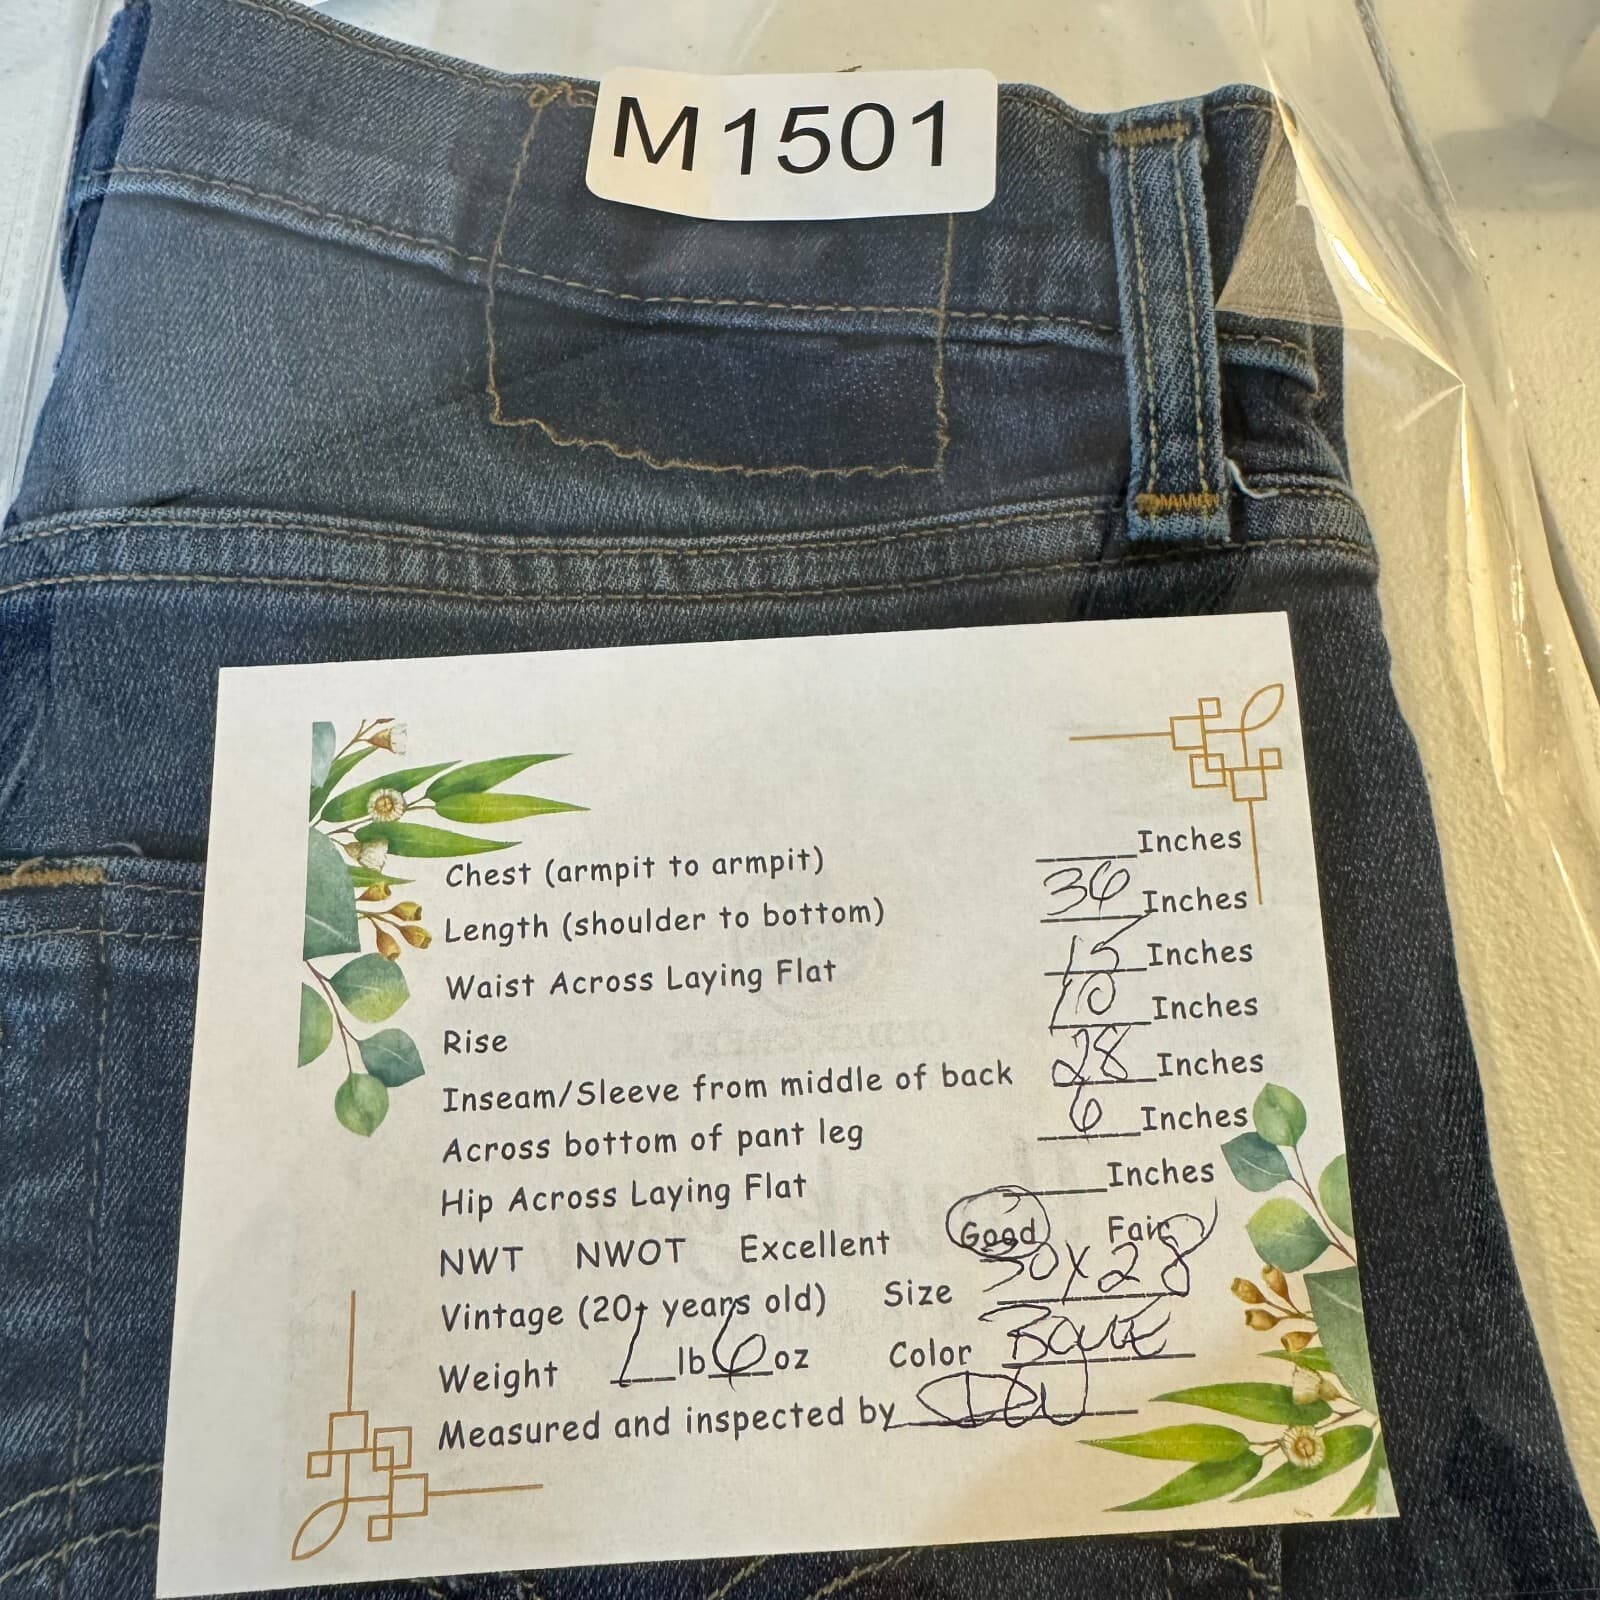 M1501
Chest (armpit to armpit) ____Inches
Length (shoulder to bottom) 36 Inches
Waist Across Laying Flat 15 Inches
Rise 10 Inches
Inseam/Sleeve from middle of back 28 Inches
Across bottom of pant leg 6 Inches
Hip Across Laying Flat ____Inches
NWT NWOT Excellent Good Fair
Vintage (20+ years old) Size 30x28
Weight 1 lb 6 oz Color Blue
Measured and inspected by